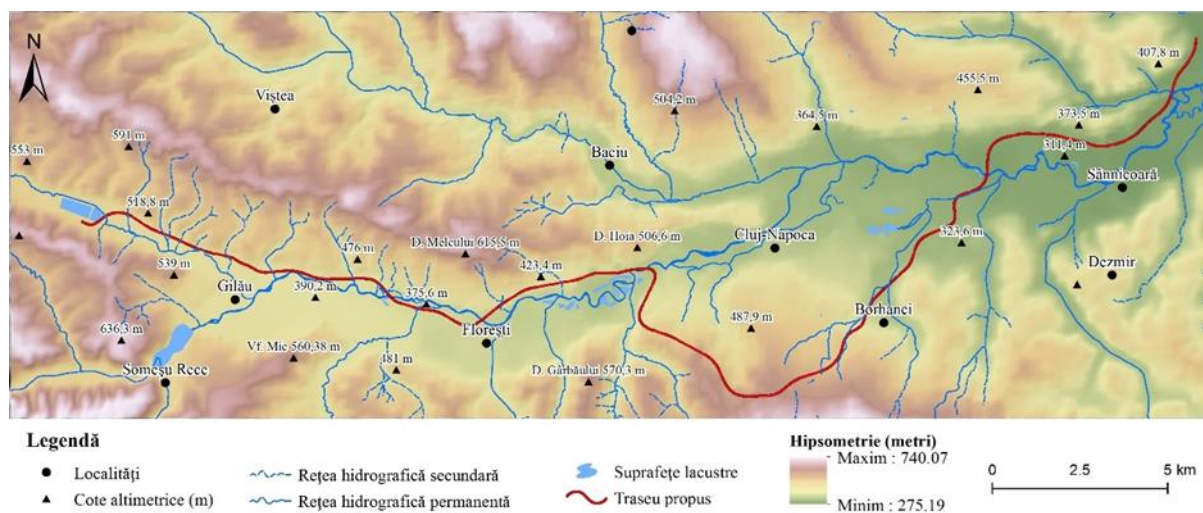 N
407,8 m
455,5 m
504,2 m
Viștea
364,5 m
373,5 m
591 m
553 m
311,4 m
Baciu
Sânnicoară
518,8 m
D. Hoia 506,6 m
476 m
D. Melcului 615,5 m
Cluj-Napoca
323,6 m
Dezmir
539 m
423,4 m
Gilău
390,2 m
375,6 m
Borhanci
487,9 m
636,3 m
Florești
Vf. Mic 560,38 m
481 m
D. Gârbăului 570,3 m
Someșu Rece
Legendă
Localități
Cote altimetrice (m)
Rețea hidrografică secundară
Rețea hidrografică permanentă
Suprafețe lacustre
Traseu propus
Hipsometrie (metri)
Maxim : 740.07
Minim : 275.19
0 2.5 5 km